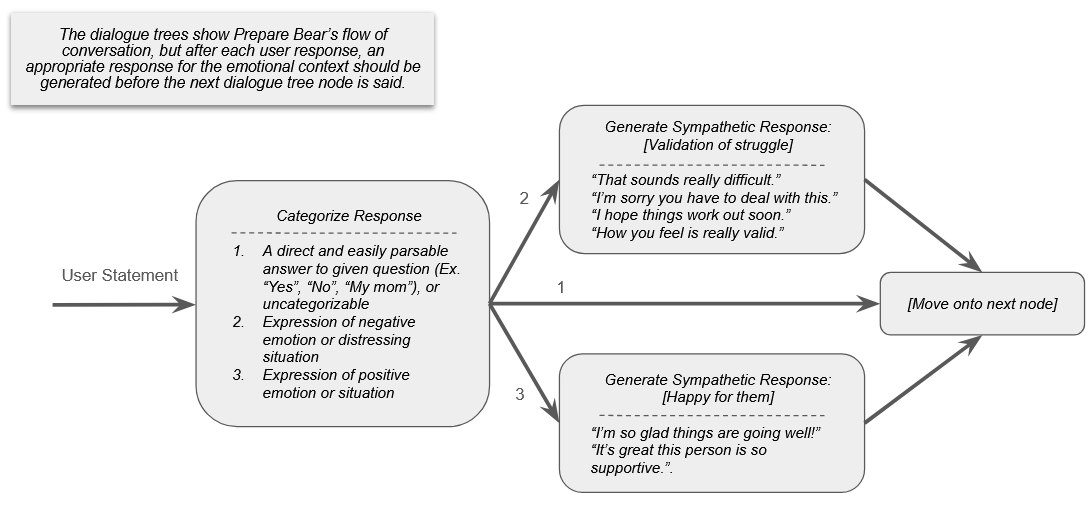 The dialogue trees show Prepare Bear's flow of
conversation, but after each user response, an
appropriate response for the emotional context should be
generated before the next dialogue tree node is said.
User Statement
Categorize Response
1. A direct and easily parsable
answer to given question (Ex.
“Yes”, “No”, “My mom”), or
uncategorizable
2. Expression of negative
emotion or distressing
situation
3. Expression of positive
emotion or situation
2
Generate Sympathetic Response:
[Validation of struggle]
“That sounds really difficult.”
“I'm sorry you have to deal with this.”
“I hope things work out soon.”
“How you feel is really valid.”
1
[Move onto next node]
3
Generate Sympathetic Response:
[Happy for them]
“I'm so glad things are going well!”
“It's great this person is so
supportive.”.